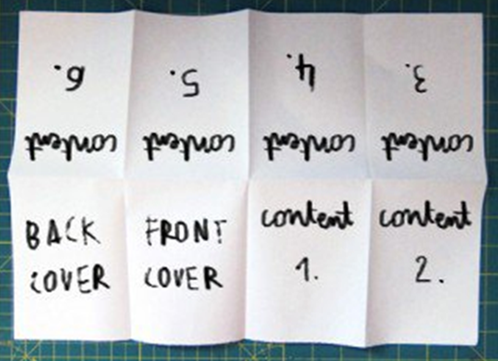 6.
content
5.
content
4.
content
3.
content
BACK
COVER
FRONT
COVER
content
1.
content
2.